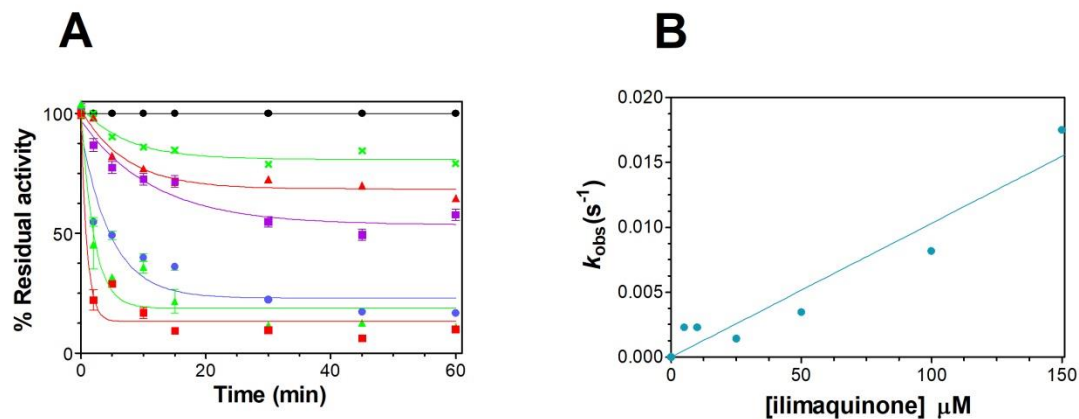 A
B
% Residual activity
100
50
0
0
20
40
60
Time (min)
k_obs(s⁻¹)
0.020
0.015
0.010
0.005
0.000
0
50
100
150
[ilimaquinone] μM